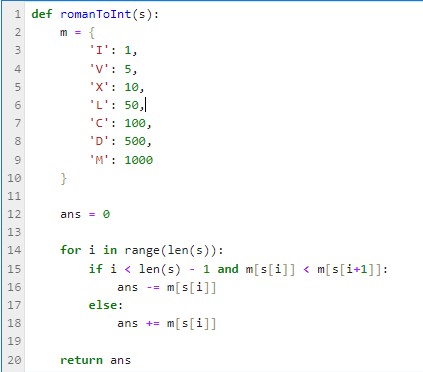 1 def romanToInt(s):
2     m = {
3         'I': 1,
4         'V': 5,
5         'X': 10,
6         'L': 50,
7         'C': 100,
8         'D': 500,
9         'M': 1000
10     }
11
12     ans = 0
13
14     for i in range(len(s)):
15         if i < len(s) - 1 and m[s[i]] < m[s[i+1]]:
16             ans -= m[s[i]]
17         else:
18             ans += m[s[i]]
19
20     return ans